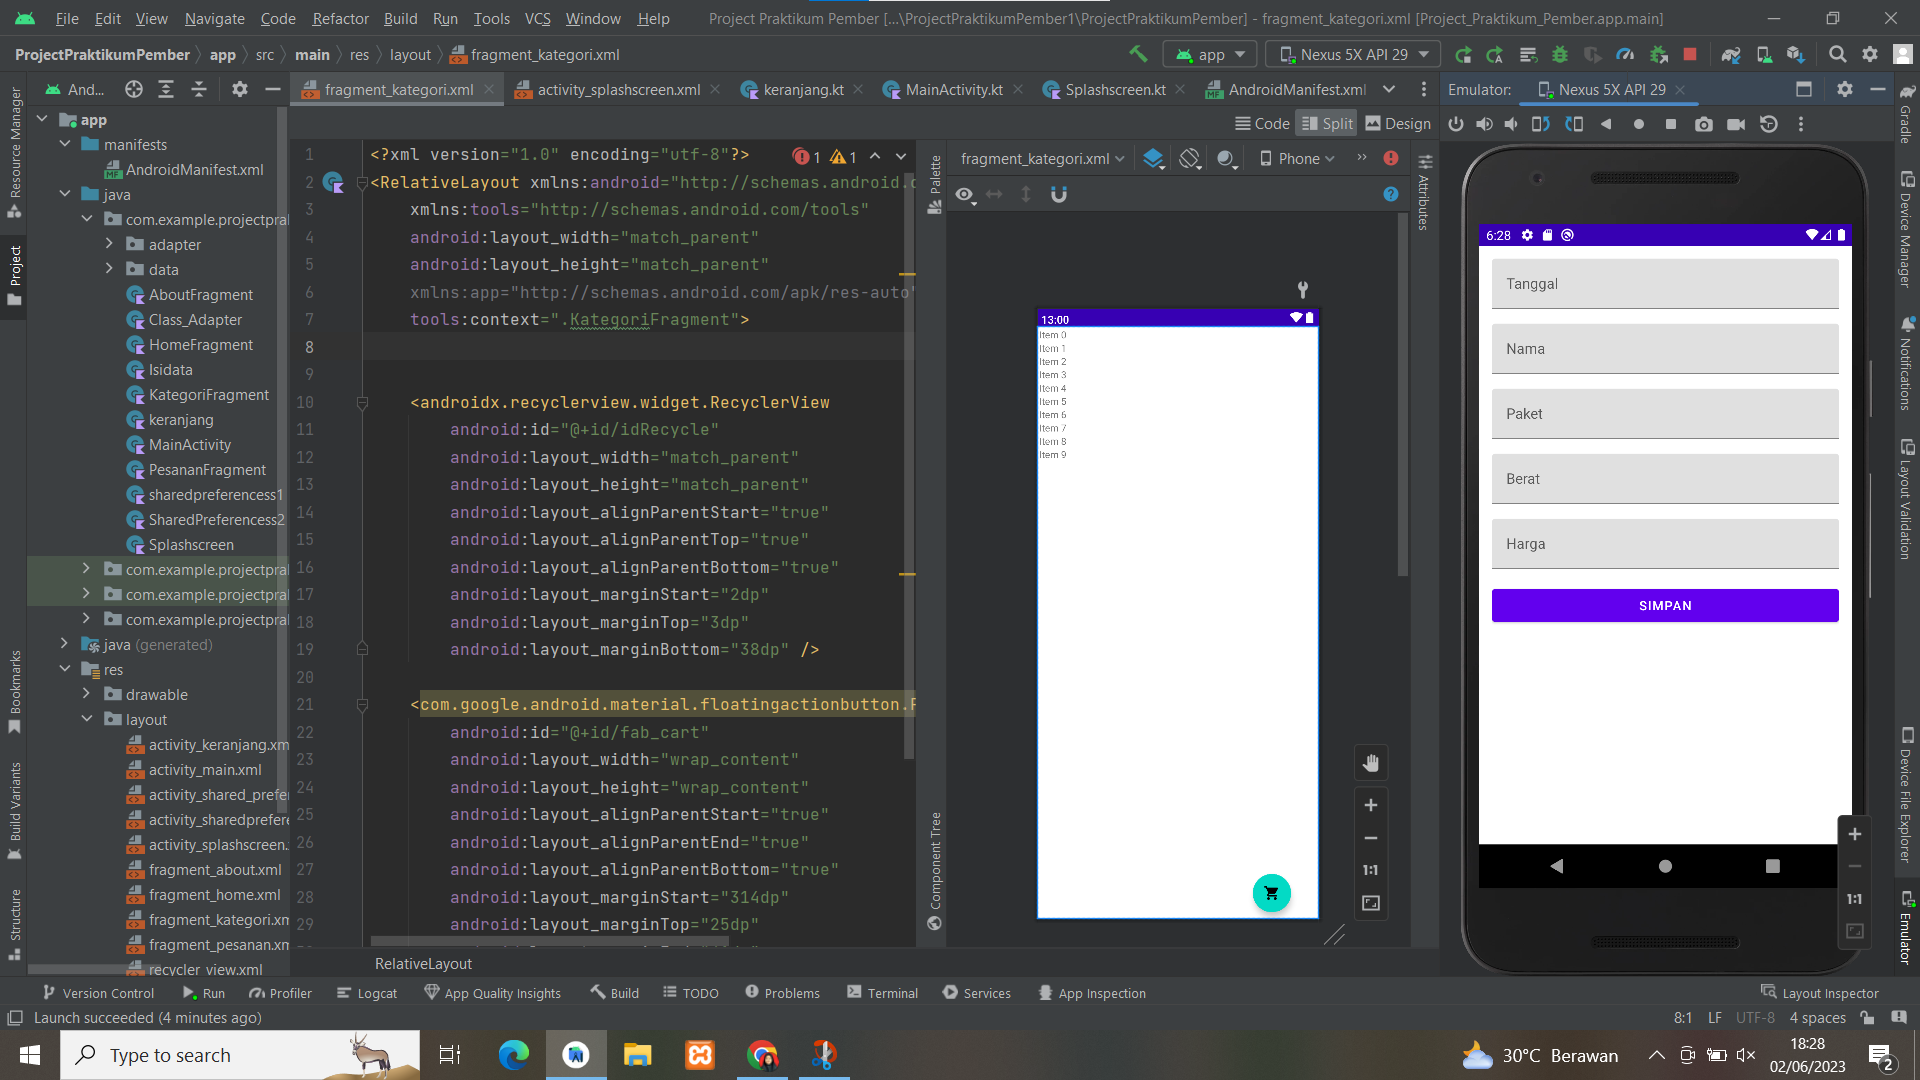 File Edit View Navigate Code Refactor Build Run Tools VCS Window Help Project Praktikum Pember [...\ProjectPraktikumPember1\ProjectPraktikumPember] - fragment_kategori.xml [Project_Praktikum_Pember.app.main]
ProjectPraktikumPember app src main res layout fragment_kategori.xml app Nexus 5X API 29
And... fragment_kategori.xml activity_splashscreen.xml keranjang.kt MainActivity.kt Splashscreen.kt AndroidManifest.xml Emulator: Nexus 5X API 29
Code Split Design
Resource Manager
Project
Bookmarks
Build Variants
Structure
app
manifests
AndroidManifest.xml
java
com.example.projectpral
adapter
data
AboutFragment
Class_Adapter
HomeFragment
Isidata
KategoriFragment
keranjang
MainActivity
PesananFragment
sharedpreferencess1
SharedPreferencess2
Splashscreen
com.example.projectpral
com.example.projectpral
com.example.projectpral
java (generated)
res
drawable
layout
activity_keranjang.xm
activity_main.xml
activity_shared_prefer
activity_sharedprefere
activity_splashscreen.
fragment_about.xml
fragment_home.xml
fragment_kategori.xm
fragment_pesanan.xm
recycler_view.xml
1 <?xml version="1.0" encoding="utf-8"?> 1 1
2 <RelativeLayout xmlns:android="http://schemas.android.c
3 xmlns:tools="http://schemas.android.com/tools"
4 android:layout_width="match_parent"
5 android:layout_height="match_parent"
6 xmlns:app="http://schemas.android.com/apk/res-auto"
7 tools:context=".KategoriFragment">
8
9
10 <androidx.recyclerview.widget.RecyclerView
11 android:id="@+id/idRecycle"
12 android:layout_width="match_parent"
13 android:layout_height="match_parent"
14 android:layout_alignParentStart="true"
15 android:layout_alignParentTop="true"
16 android:layout_alignParentBottom="true"
17 android:layout_marginStart="2dp"
18 android:layout_marginTop="3dp"
19 android:layout_marginBottom="38dp" />
20
21 <com.google.android.material.floatingactionbutton.F
22 android:id="@+id/fab_cart"
23 android:layout_width="wrap_content"
24 android:layout_height="wrap_content"
25 android:layout_alignParentStart="true"
26 android:layout_alignParentEnd="true"
27 android:layout_alignParentBottom="true"
28 android:layout_marginStart="314dp"
29 android:layout_marginTop="25dp"
RelativeLayout
Palette
Component Tree
fragment_kategori.xml Phone
Attributes
13:00
Item 0
Item 1
Item 2
Item 3
Item 4
Item 5
Item 6
Item 7
Item 8
Item 9
1:1
6:28
Tanggal
Nama
Paket
Berat
Harga
SIMPAN
1:1
Gradle
Device Manager
Notifications
Layout Validation
Device File Explorer
Emulator
Version Control Run Profiler Logcat App Quality Insights Build TODO Problems Terminal Services App Inspection Layout Inspector
Launch succeeded (4 minutes ago) 8:1 LF UTF-8 4 spaces
Type to search 30°C Berawan 18:28
02/06/2023 2